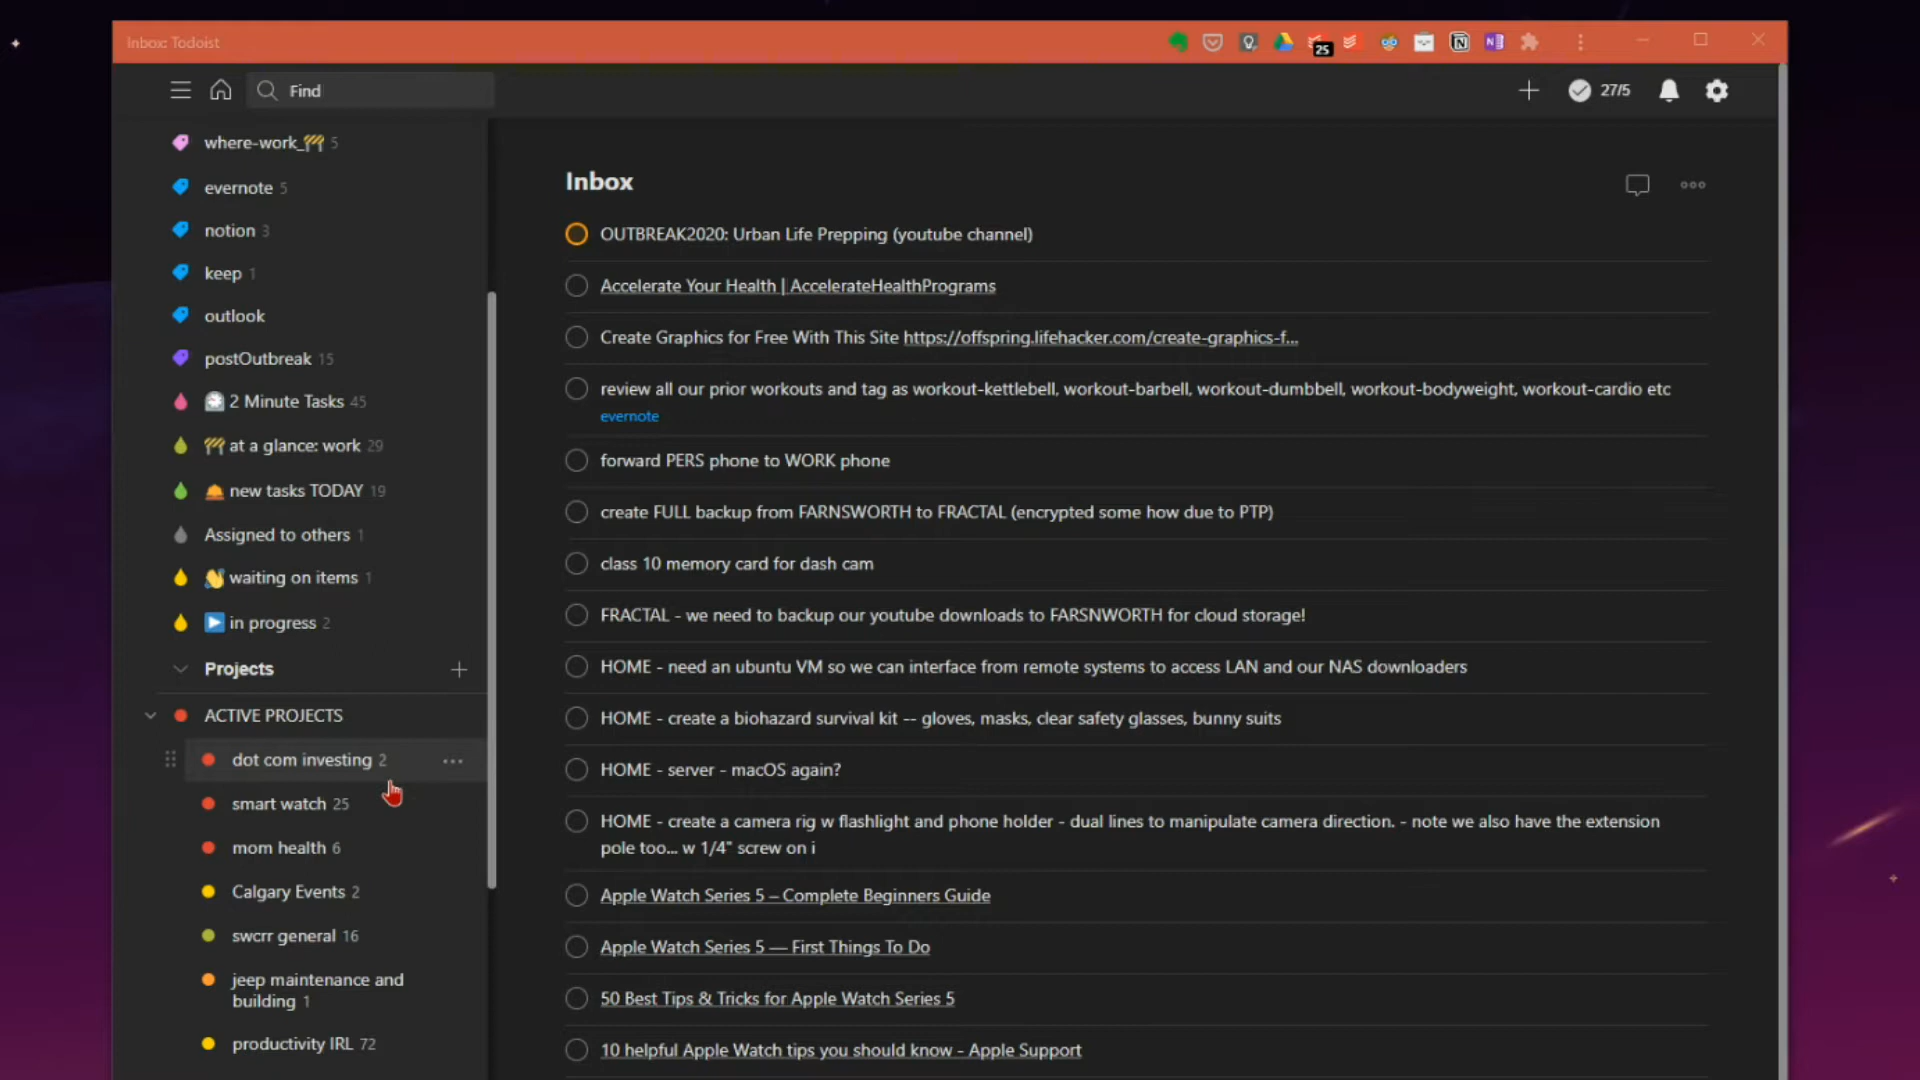 Inbox: Todoist
25
Find
27/5
where-work_🚧 5
evernote 5
notion 3
keep 1
outlook
postOutbreak 15
2 Minute Tasks 45
🚧 at a glance: work 29
🛎️ new tasks TODAY 19
Assigned to others 1
👋 waiting on items 1
▶️ in progress 2
Projects
ACTIVE PROJECTS
dot com investing 2
smart watch 25
mom health 6
Calgary Events 2
swcrr general 16
jeep maintenance and
building 1
productivity IRL 72
Inbox
OUTBREAK2020: Urban Life Prepping (youtube channel)
Accelerate Your Health | AccelerateHealthPrograms
Create Graphics for Free With This Site https://offspring.lifehacker.com/create-graphics-f...
review all our prior workouts and tag as workout-kettlebell, workout-barbell, workout-dumbbell, workout-bodyweight, workout-cardio etc
evernote
forward PERS phone to WORK phone
create FULL backup from FARNSWORTH to FRACTAL (encrypted some how due to PTP)
class 10 memory card for dash cam
FRACTAL - we need to backup our youtube downloads to FARSNWORTH for cloud storage!
HOME - need an ubuntu VM so we can interface from remote systems to access LAN and our NAS downloaders
HOME - create a biohazard survival kit -- gloves, masks, clear safety glasses, bunny suits
HOME - server - macOS again?
HOME - create a camera rig w flashlight and phone holder - dual lines to manipulate camera direction. - note we also have the extension
pole too... w 1/4" screw on i
Apple Watch Series 5 – Complete Beginners Guide
Apple Watch Series 5 — First Things To Do
50 Best Tips & Tricks for Apple Watch Series 5
10 helpful Apple Watch tips you should know - Apple Support